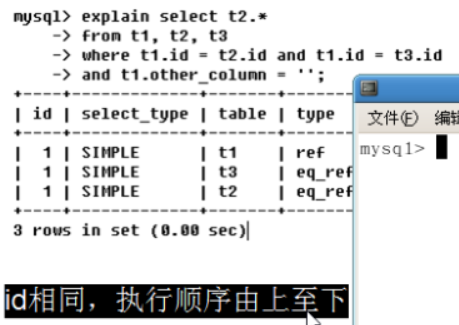 mysql> explain select t2.*
-> from t1, t2, t3
-> where t1.id = t2.id and t1.id = t3.id
-> and t1.other_column = '';
| id | select_type | table | type
| 1 | SIMPLE | t1 | ref
| 1 | SIMPLE | t3 | eq_ref
| 1 | SIMPLE | t2 | eq_ref
3 rows in set (0.00 sec)
文件(E) 编辑
mysql>
id相同，执行顺序由上至下